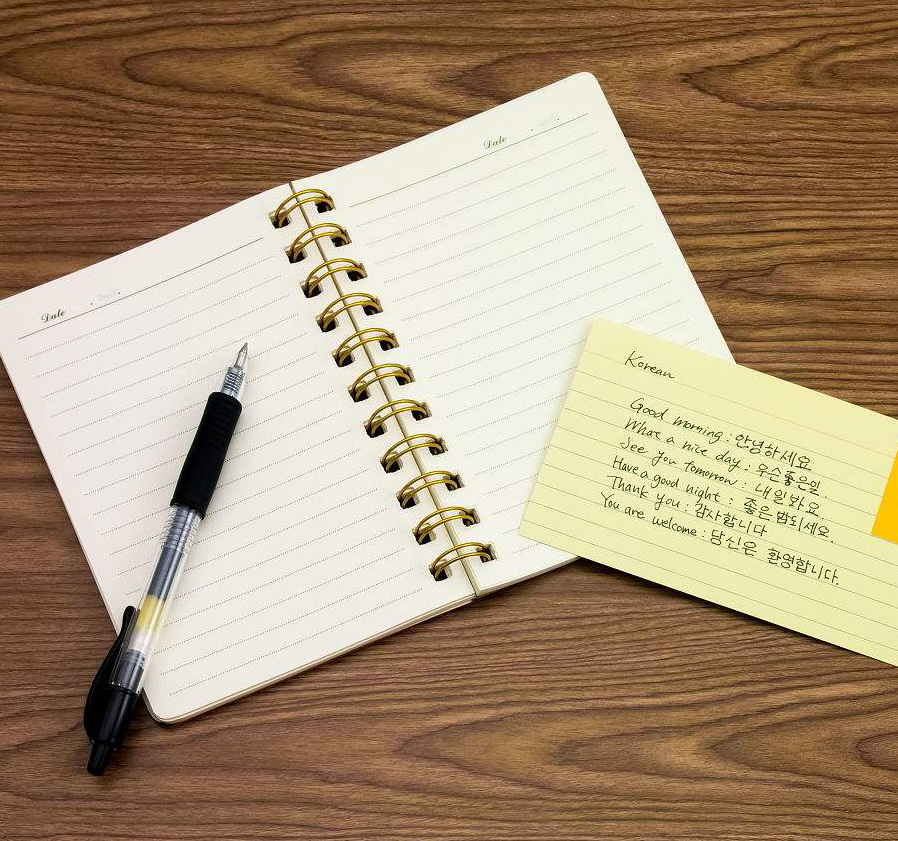 Date
Date
Korean
Good morning : 안녕하세요
What a nice day : 우슨좋은일.
See you tomorrow : 내일봐요
Have a good night : 좋은밤되세요.
Thank you : 감사합니다
You are welcome : 당신은 환영합니다.